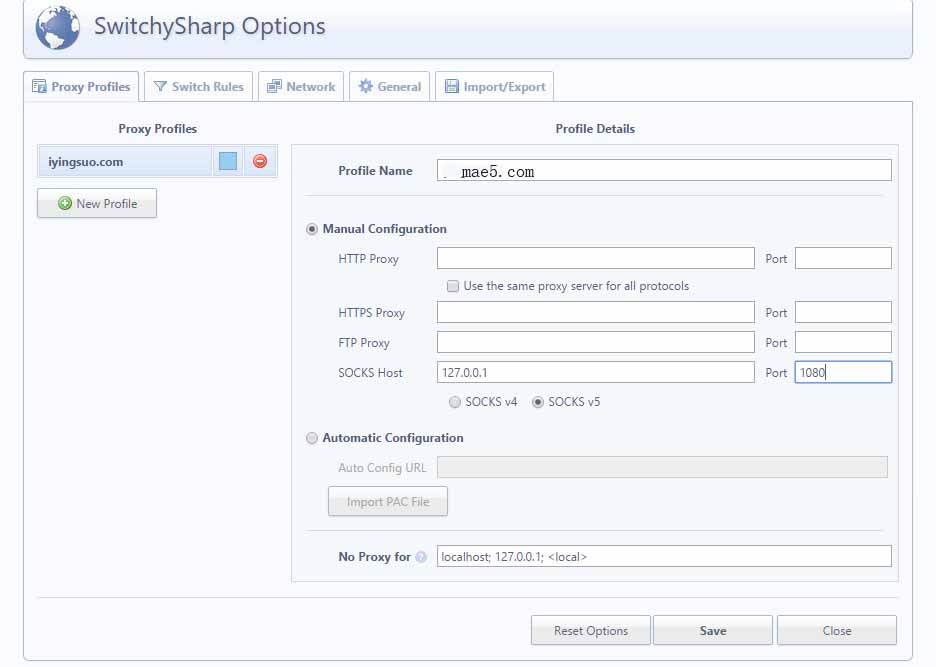 SwitchySharp Options
Proxy Profiles Switch Rules Network General Import/Export
Proxy Profiles
iyingsuo.com
New Profile
Profile Details
Profile Name mae5.com
Manual Configuration
HTTP Proxy Port
Use the same proxy server for all protocols
HTTPS Proxy Port
FTP Proxy Port
SOCKS Host 127.0.0.1 Port 1080
SOCKS v4 SOCKS v5
Automatic Configuration
Auto Config URL
Import PAC File
No Proxy for ? localhost; 127.0.0.1; <local>
Reset Options Save Close